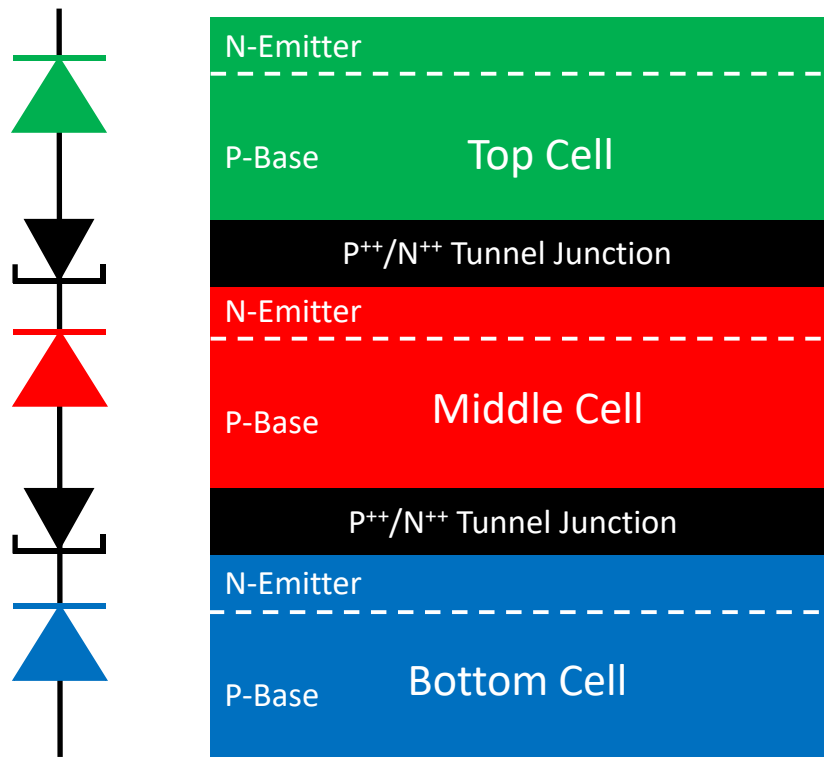 N-Emitter
P-Base
Top Cell
P⁺⁺/N⁺⁺ Tunnel Junction
N-Emitter
P-Base
Middle Cell
P⁺⁺/N⁺⁺ Tunnel Junction
N-Emitter
P-Base
Bottom Cell